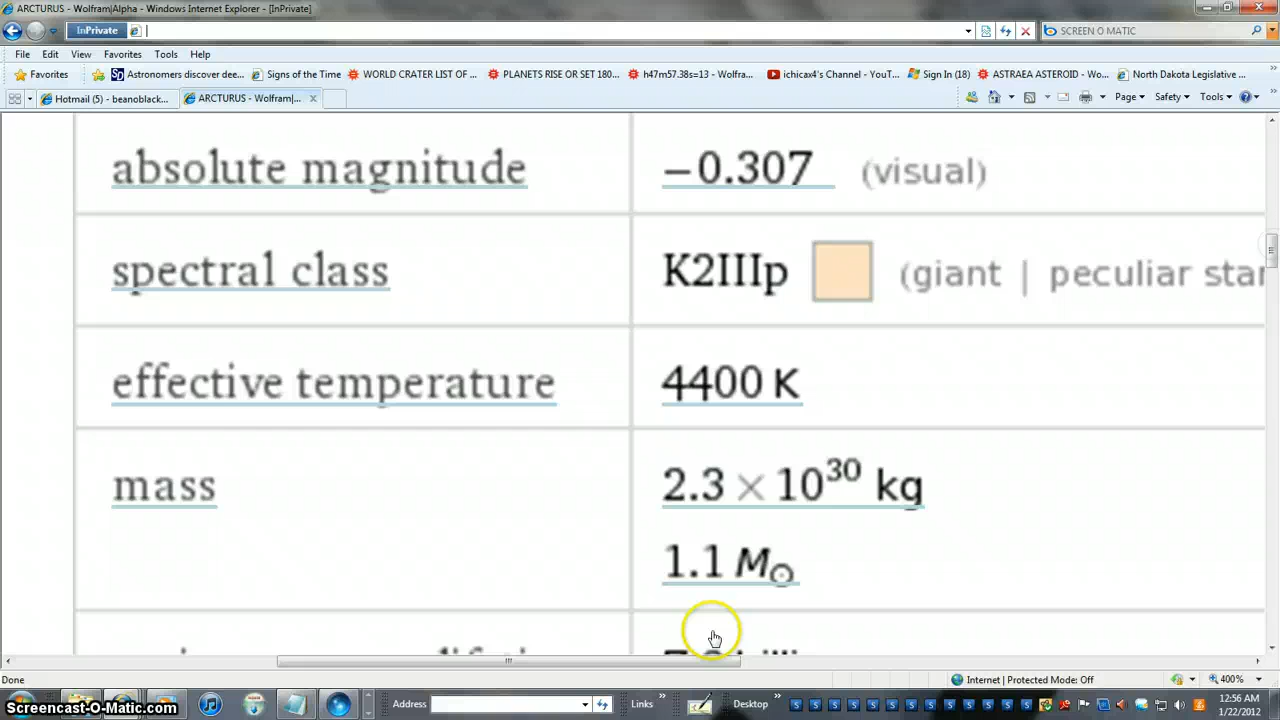 ARCTURUS - Wolfram|Alpha - Windows Internet Explorer - [InPrivate]
InPrivate
SCREEN O MATIC
File Edit View Favorites Tools Help
Favorites Astronomers discover dee... Signs of the Time WORLD CRATER LIST OF ... PLANETS RISE OR SET 180... h47m57.38s=13 - Wolfra... ichicax4's Channel - YouT... Sign In (18) ASTRAEA ASTEROID - Wo... North Dakota Legislative ...
Hotmail (5) - beanoblack... ARCTURUS - Wolfram|... Page Safety Tools
absolute magnitude −0.307 (visual)
spectral class K2IIIp (giant | peculiar star
effective temperature 4400 K
mass 2.3 × 10³⁰ kg
1.1 M☉
Done Internet | Protected Mode: Off 400%
Screencast-O-Matic.com Address Links Desktop 12:56 AM
1/22/2012